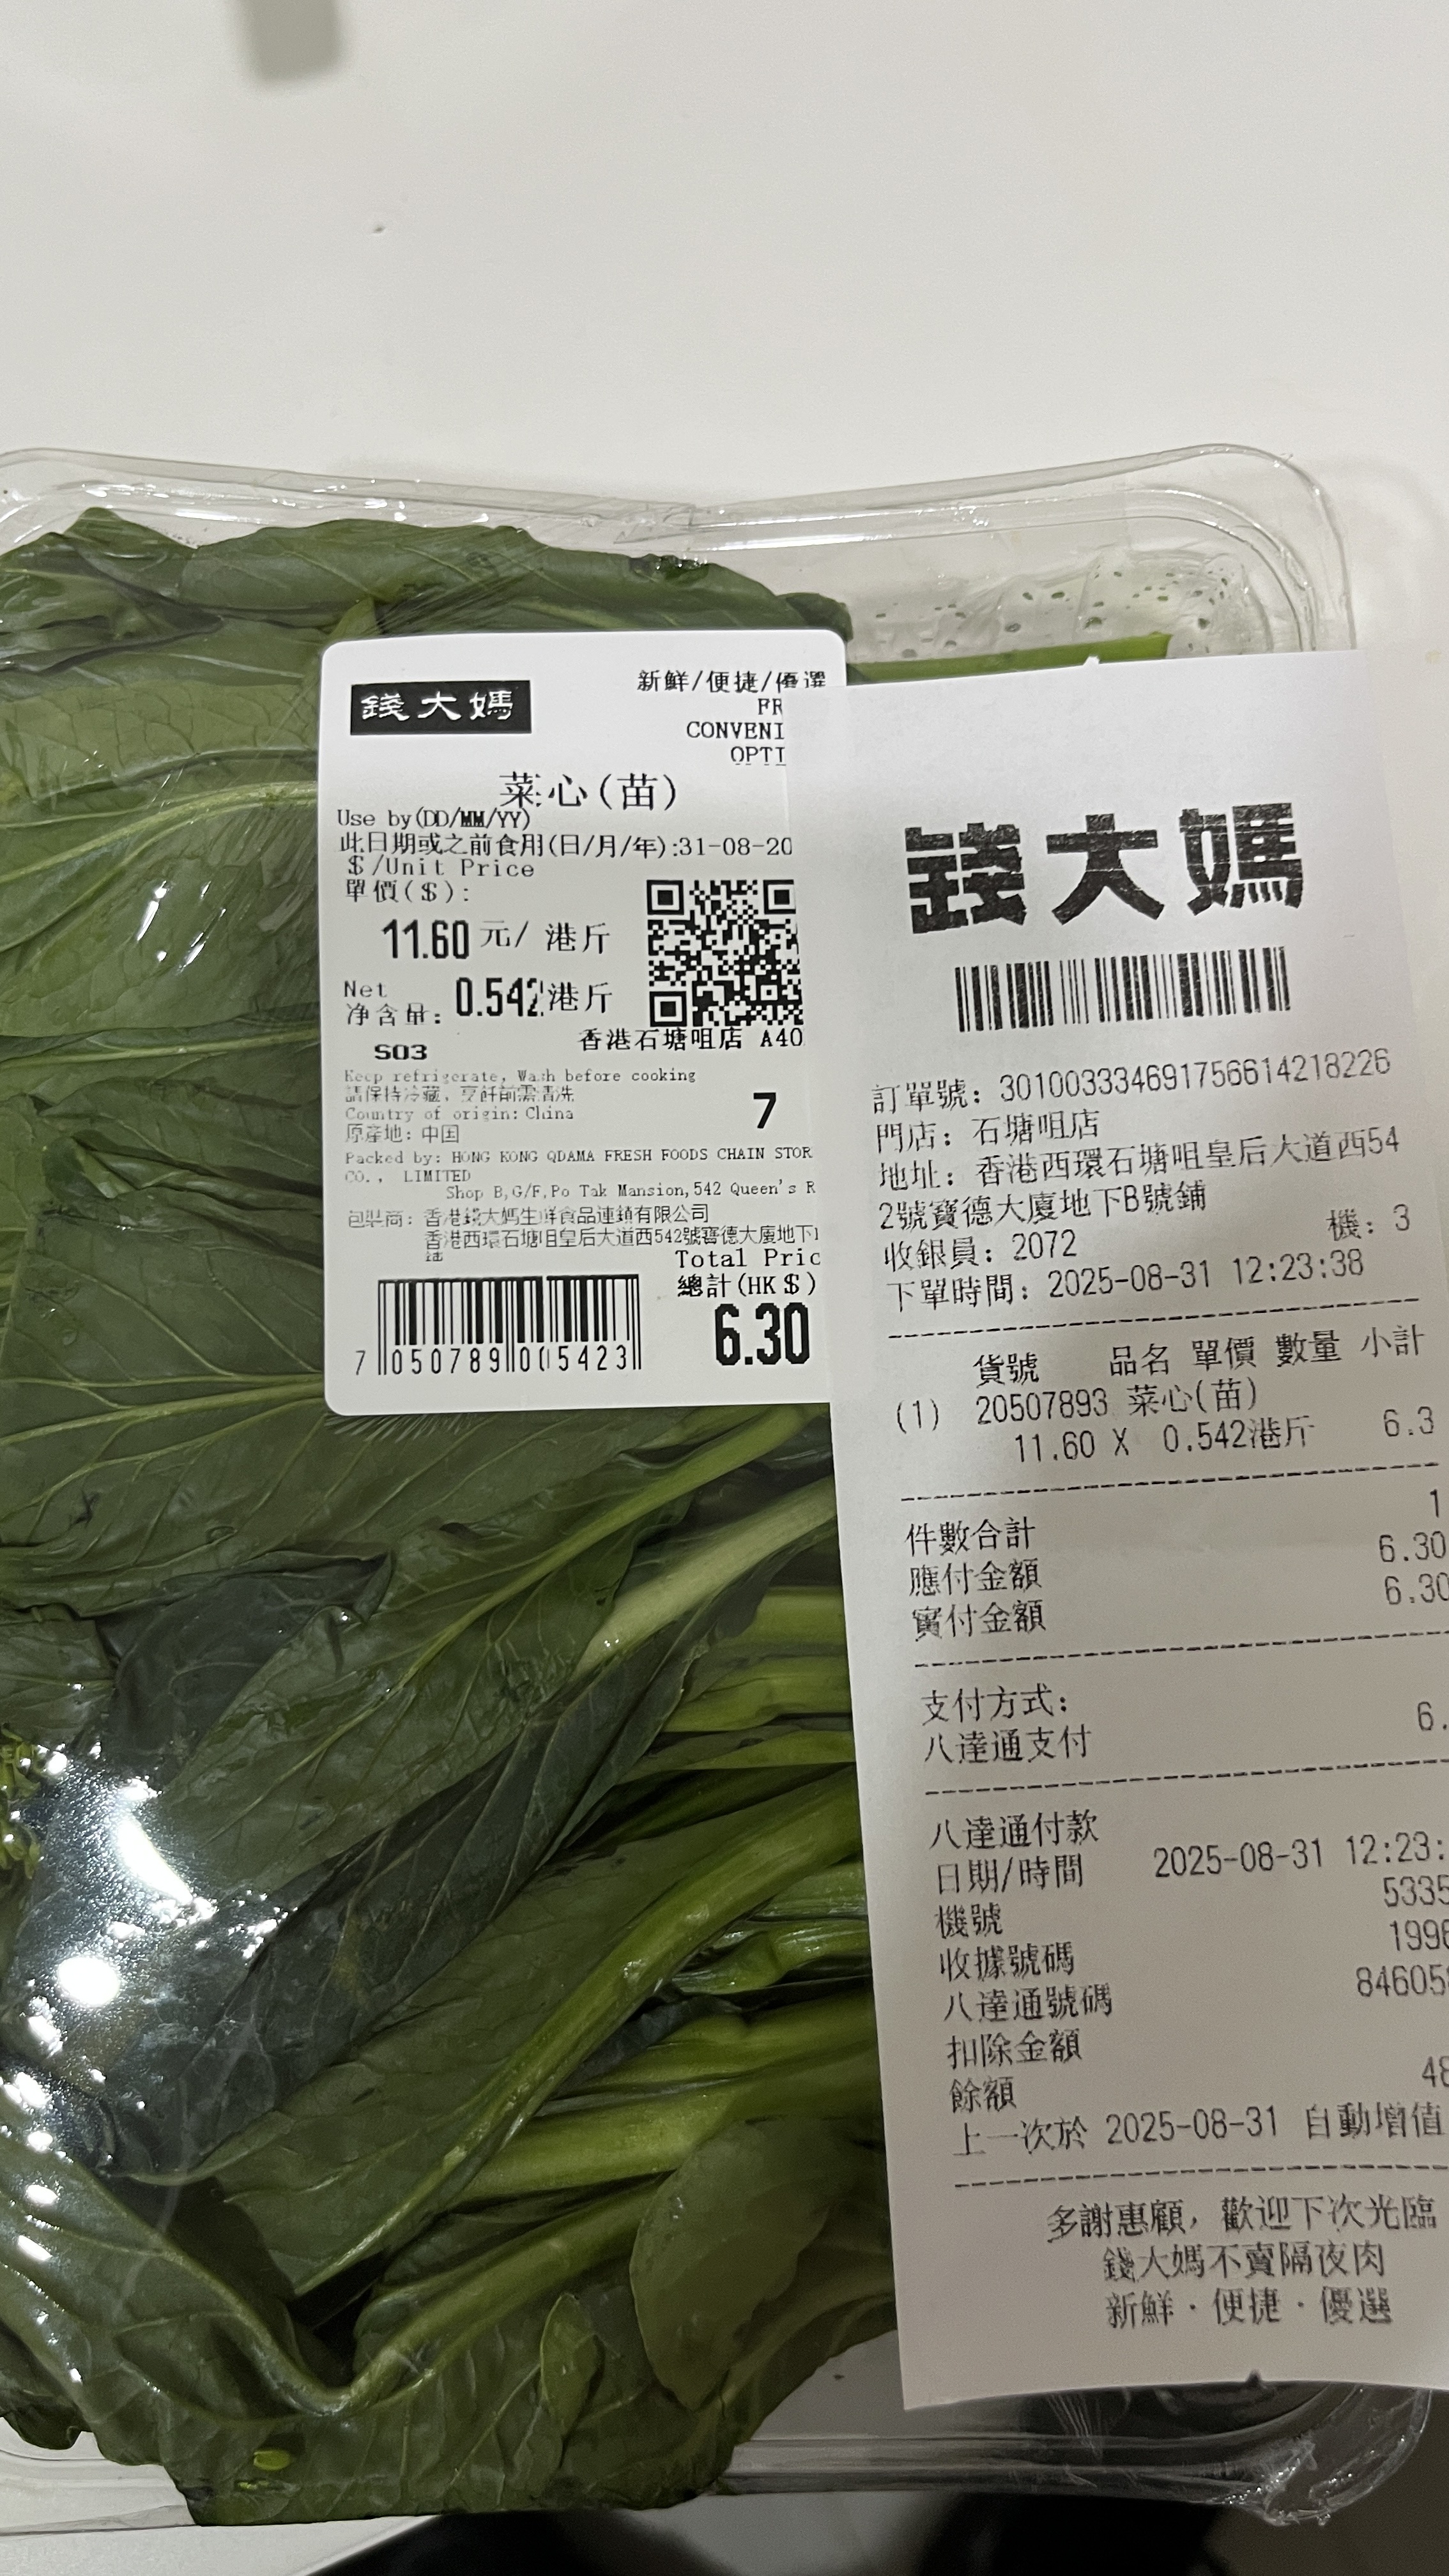 錢大媽
新鮮/便捷/優選
FR
CONVENI
OPTI
菜心(苗)
Use by(DD/MM/YY)
此日期或之前食用(日/月/年):31-08-20
$/Unit Price
單價($):
11.60 元/ 港斤
Net
净含量: 0.542港斤
香港石塘咀店 A40
S03
Keep refrigerate, Wash before cooking
請保持冷藏, 烹飪前需清洗
Country of origin: China
原產地: 中国
7
Packed by: HONG KONG QDAMA FRESH FOODS CHAIN STOR
CO., LIMITED
Shop B,G/F,Po Tak Mansion,542 Queen's R
包裝商: 香港錢大媽生鮮食品連鎖有限公司
香港西環石塘咀皇后大道西542號寶德大廈地下
Total Pric
總計(HK$)
6.30
7 050789 005423
錢大媽
訂單號: 3010033346917566142​18226
門店: 石塘咀店
地址: 香港西環石塘咀皇后大道西54
2號寶德大廈地下B號鋪
收銀員: 2072 機: 3
下單時間: 2025-08-31 12:23:38
貨號 品名 單價 數量 小計
(1) 20507893 菜心(苗)
11.60 X 0.542港斤 6.3
件數合計 1
應付金額 6.30
實付金額 6.30
支付方式:
八達通支付 6.
八達通付款
日期/時間 2025-08-31 12:23:
機號 5335
收據號碼 1996
八達通號碼 84605
扣除金額
餘額 48
上一次於 2025-08-31 自動增值
多謝惠顧, 歡迎下次光臨
錢大媽不賣隔夜肉
新鮮·便捷·優選